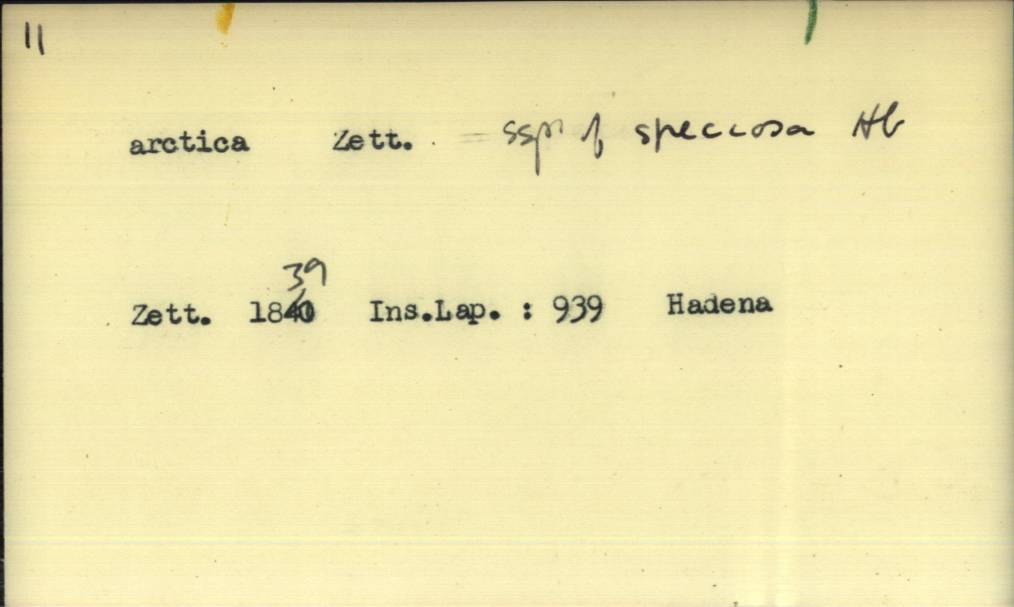 11
arctica Zett. = ssp of speciosa Hb
39
Zett. 1840 Ins.Lap. : 939 Hadena